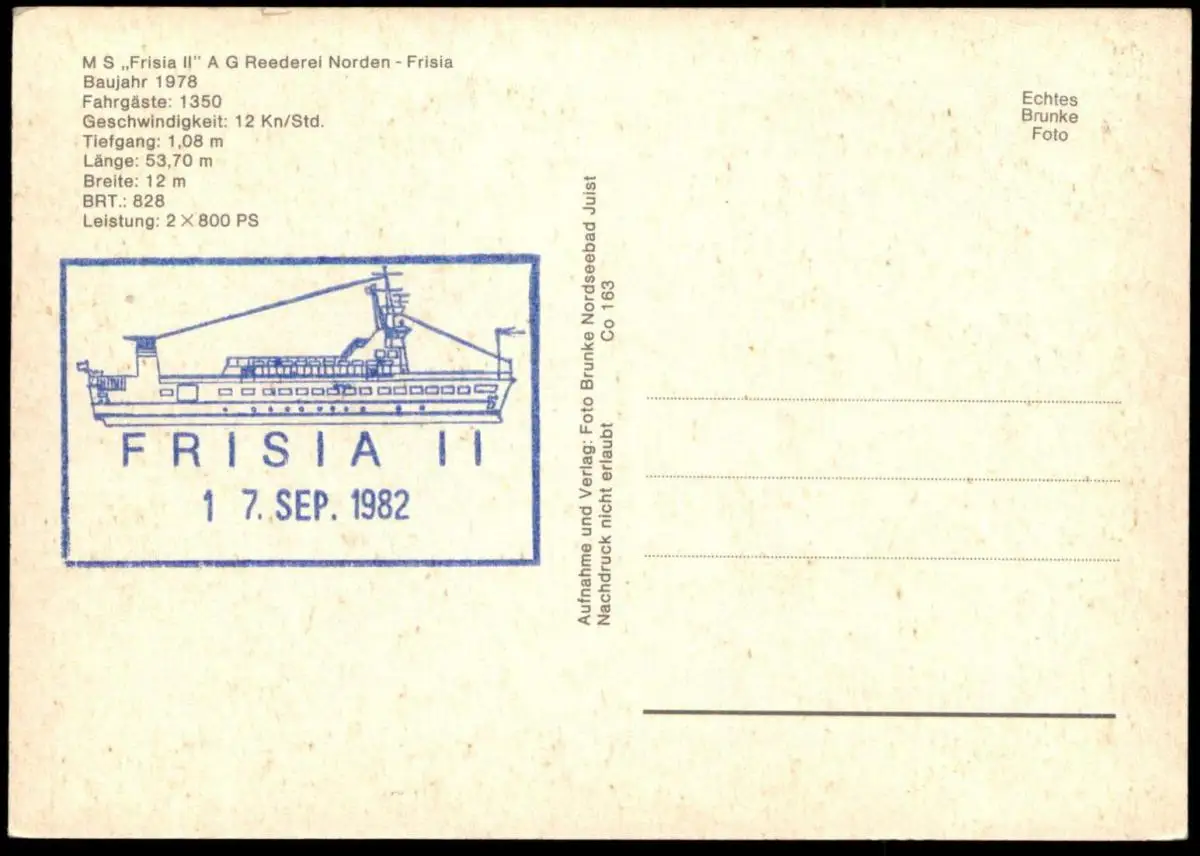 M S „Frisia II" A G Reederei Norden - Frisia
Baujahr 1978
Fahrgäste: 1350
Geschwindigkeit: 12 Kn/Std.
Tiefgang: 1,08 m
Länge: 53,70 m
Breite: 12 m
BRT.: 828
Leistung: 2 × 800 PS
FRISIA II
17. SEP. 1982
Aufnahme und Verlag: Foto Brunke Nordseebad Juist
Nachdruck nicht erlaubt Co 163
Echtes
Brunke
Foto